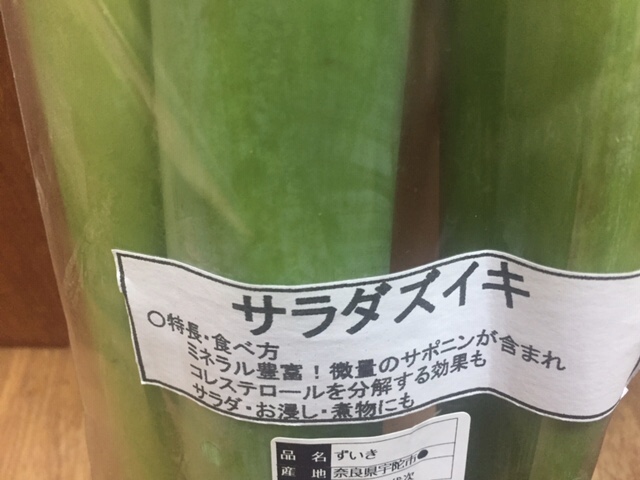 サラダズイキ
○特長・食べ方
ミネラル豊富！微量のサポニンが含まれ
コレステロールを分解する効果も
サラダ・お浸し・煮物にも
品名 ずいき
産地 奈良県宇陀市●